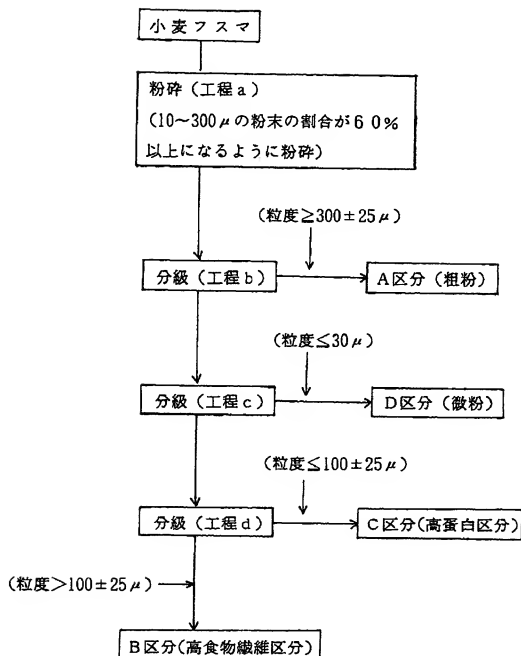 小麦フスマ
粉砕(工程a)
(10~300μの粉末の割合が60%
以上になるように粉砕)
(粒度≧300±25μ)
分級(工程b)
A区分(粗粉)
(粒度≦30μ)
分級(工程c)
D区分(微粉)
(粒度≦100±25μ)
分級(工程d)
C区分(高蛋白区分)
(粒度>100±25μ)
B区分(高食物繊維区分)